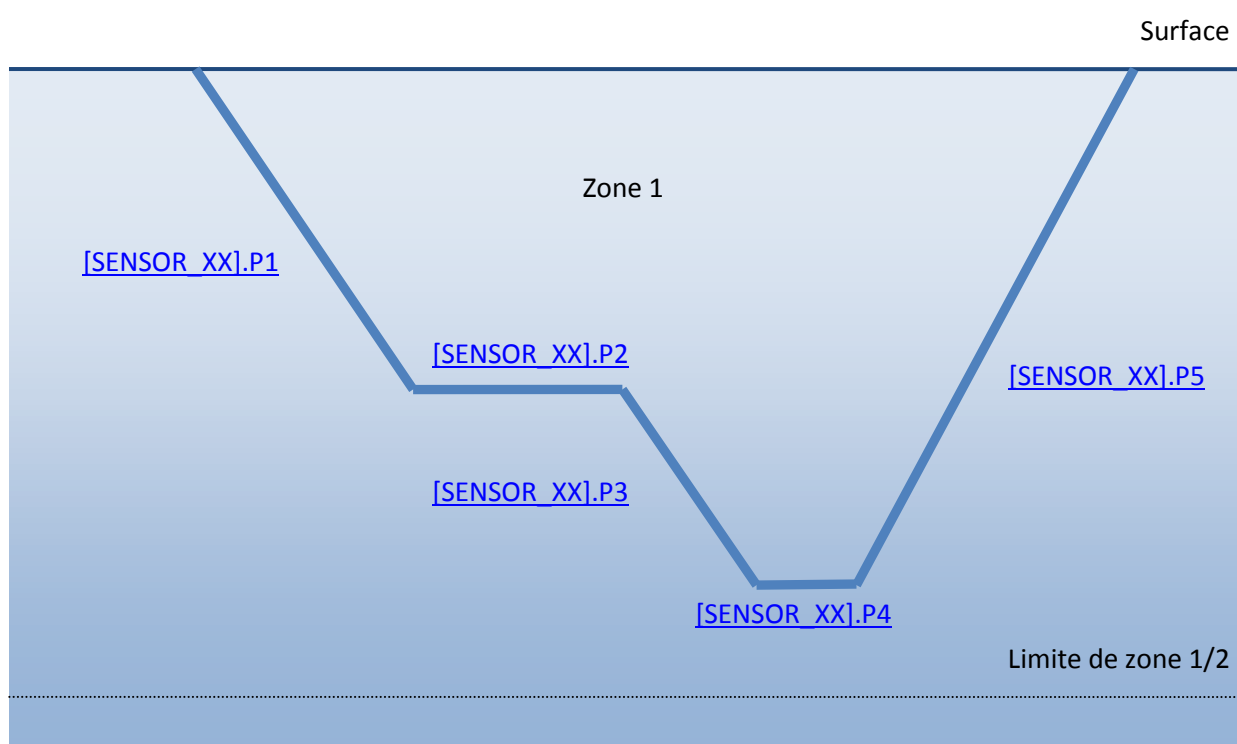 Surface
Zone 1
[SENSOR_XX].P1
[SENSOR_XX].P2
[SENSOR_XX].P5
[SENSOR_XX].P3
[SENSOR_XX].P4
Limite de zone 1/2